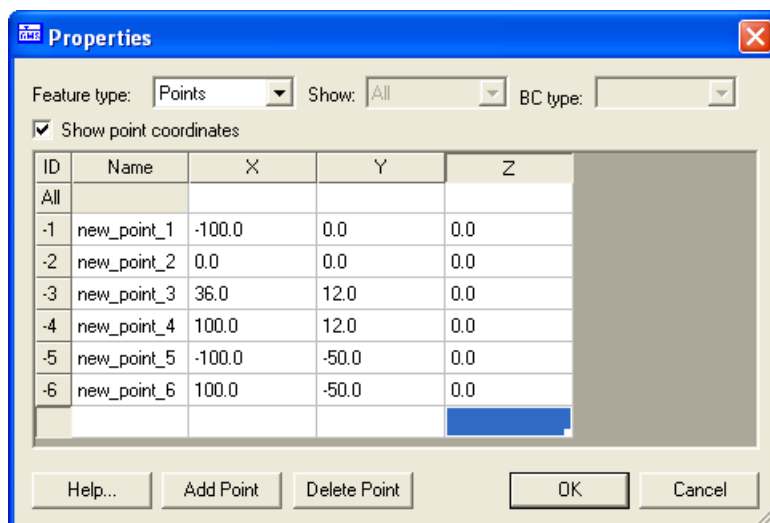 GMS Properties
Feature type: Points Show: All BC type:
Show point coordinates
ID Name X Y Z
All
-1 new_point_1 -100.0 0.0 0.0
-2 new_point_2 0.0 0.0 0.0
-3 new_point_3 36.0 12.0 0.0
-4 new_point_4 100.0 12.0 0.0
-5 new_point_5 -100.0 -50.0 0.0
-6 new_point_6 100.0 -50.0 0.0
Help... Add Point Delete Point OK Cancel